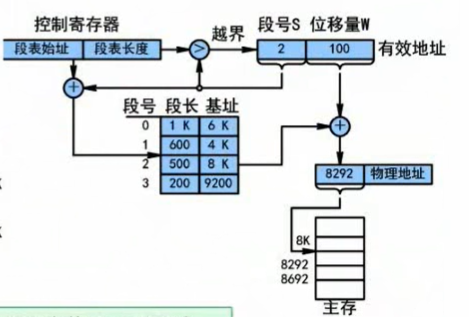 控制寄存器
段表始址 段表长度
>
越界
段号S 位移量W
2 100
有效地址
+
段号 段长 基址
0 1 K 6 K
1 600 4 K
2 500 8 K
3 200 9200
+
8292 物理地址
8K
8292
8692
主存